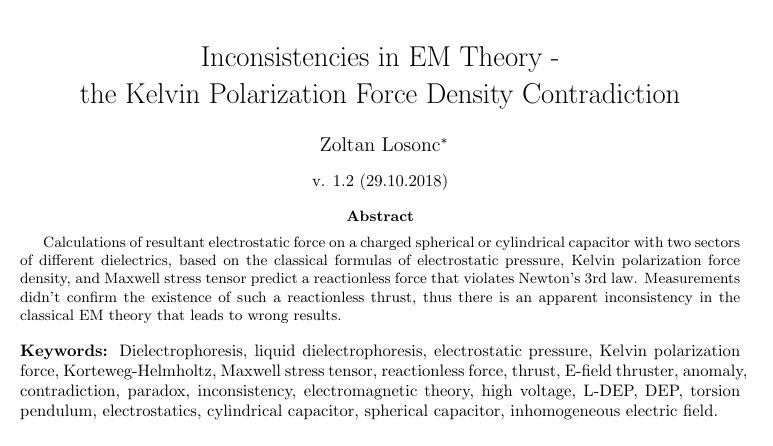 Inconsistencies in EM Theory -
the Kelvin Polarization Force Density Contradiction
Zoltan Losonc*
v. 1.2 (29.10.2018)
Abstract
Calculations of resultant electrostatic force on a charged spherical or cylindrical capacitor with two sectors
of different dielectrics, based on the classical formulas of electrostatic pressure, Kelvin polarization force
density, and Maxwell stress tensor predict a reactionless force that violates Newton's 3rd law. Measurements
didn't confirm the existence of such a reactionless thrust, thus there is an apparent inconsistency in the
classical EM theory that leads to wrong results.
Keywords: Dielectrophoresis, liquid dielectrophoresis, electrostatic pressure, Kelvin polarization
force, Korteweg-Helmholtz, Maxwell stress tensor, reactionless force, thrust, E-field thruster, anomaly,
contradiction, paradox, inconsistency, electromagnetic theory, high voltage, L-DEP, DEP, torsion
pendulum, electrostatics, cylindrical capacitor, spherical capacitor, inhomogeneous electric field.